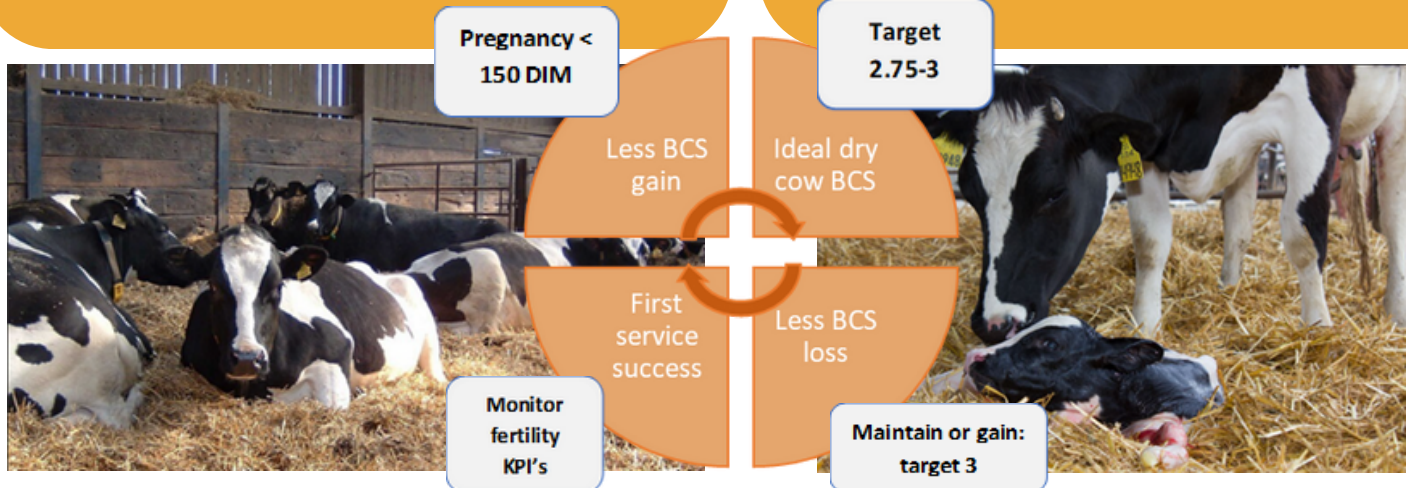 Pregnancy <
150 DIM
Target
2.75-3
Less BCS
gain
Ideal dry
cow BCS
First
service
success
Less BCS
loss
Monitor
fertility
KPI's
Maintain or gain:
target 3